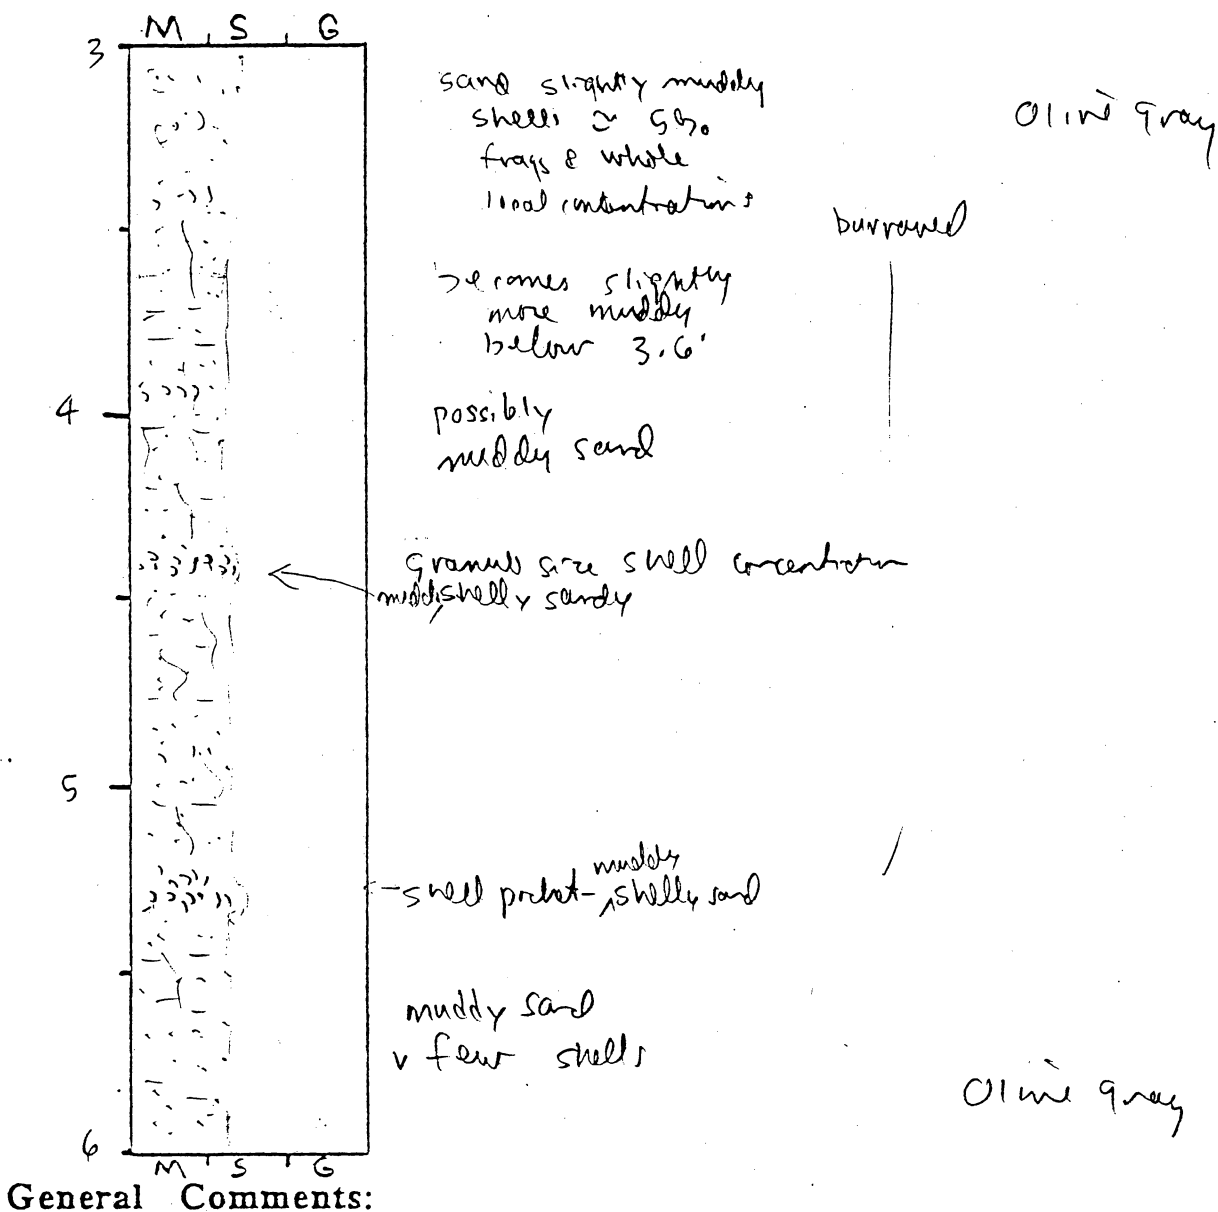 M S G
3
sand slightly muddy
shells ≃ 5%
frags & whole
local concentrations
Olive Gray
burrowed
becomes slightly
more muddy
below 3.6'
4
possibly
muddy sand
Granule size shell concentration
muddy shelly sandy
5
shell pocket - muddy shelly sand
muddy sand
v few shells
Olive Gray
6
M S G
General Comments: